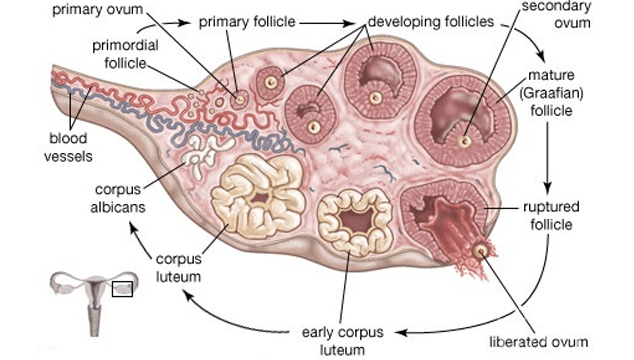 primary ovum
primary follicle
developing follicles
secondary
ovum
primordial
follicle
mature
(Graafian)
follicle
blood
vessels
corpus
albicans
ruptured
follicle
corpus
luteum
early corpus
luteum
liberated ovum